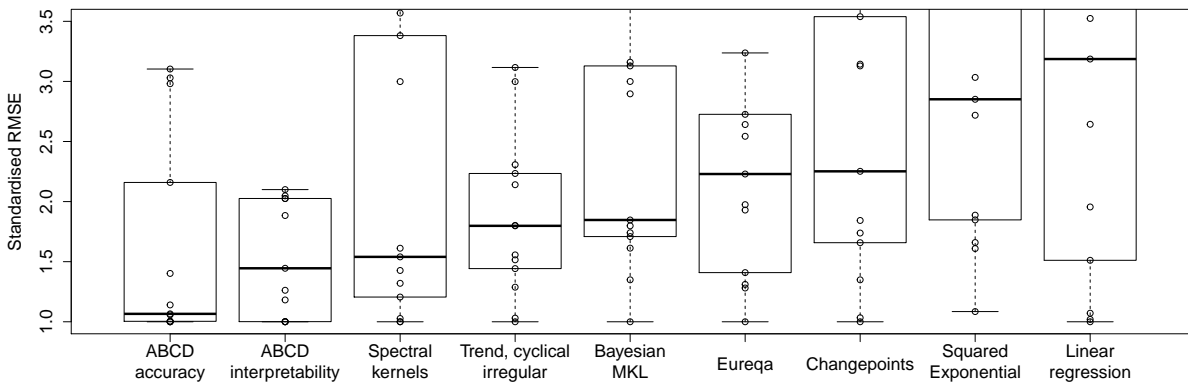 3.5
3.0
2.5
2.0
1.5
1.0
Standardised RMSE
ABCD
accuracy
ABCD
interpretability
Spectral
kernels
Trend, cyclical
irregular
Bayesian
MKL
Eureqa
Changepoints
Squared
Exponential
Linear
regression